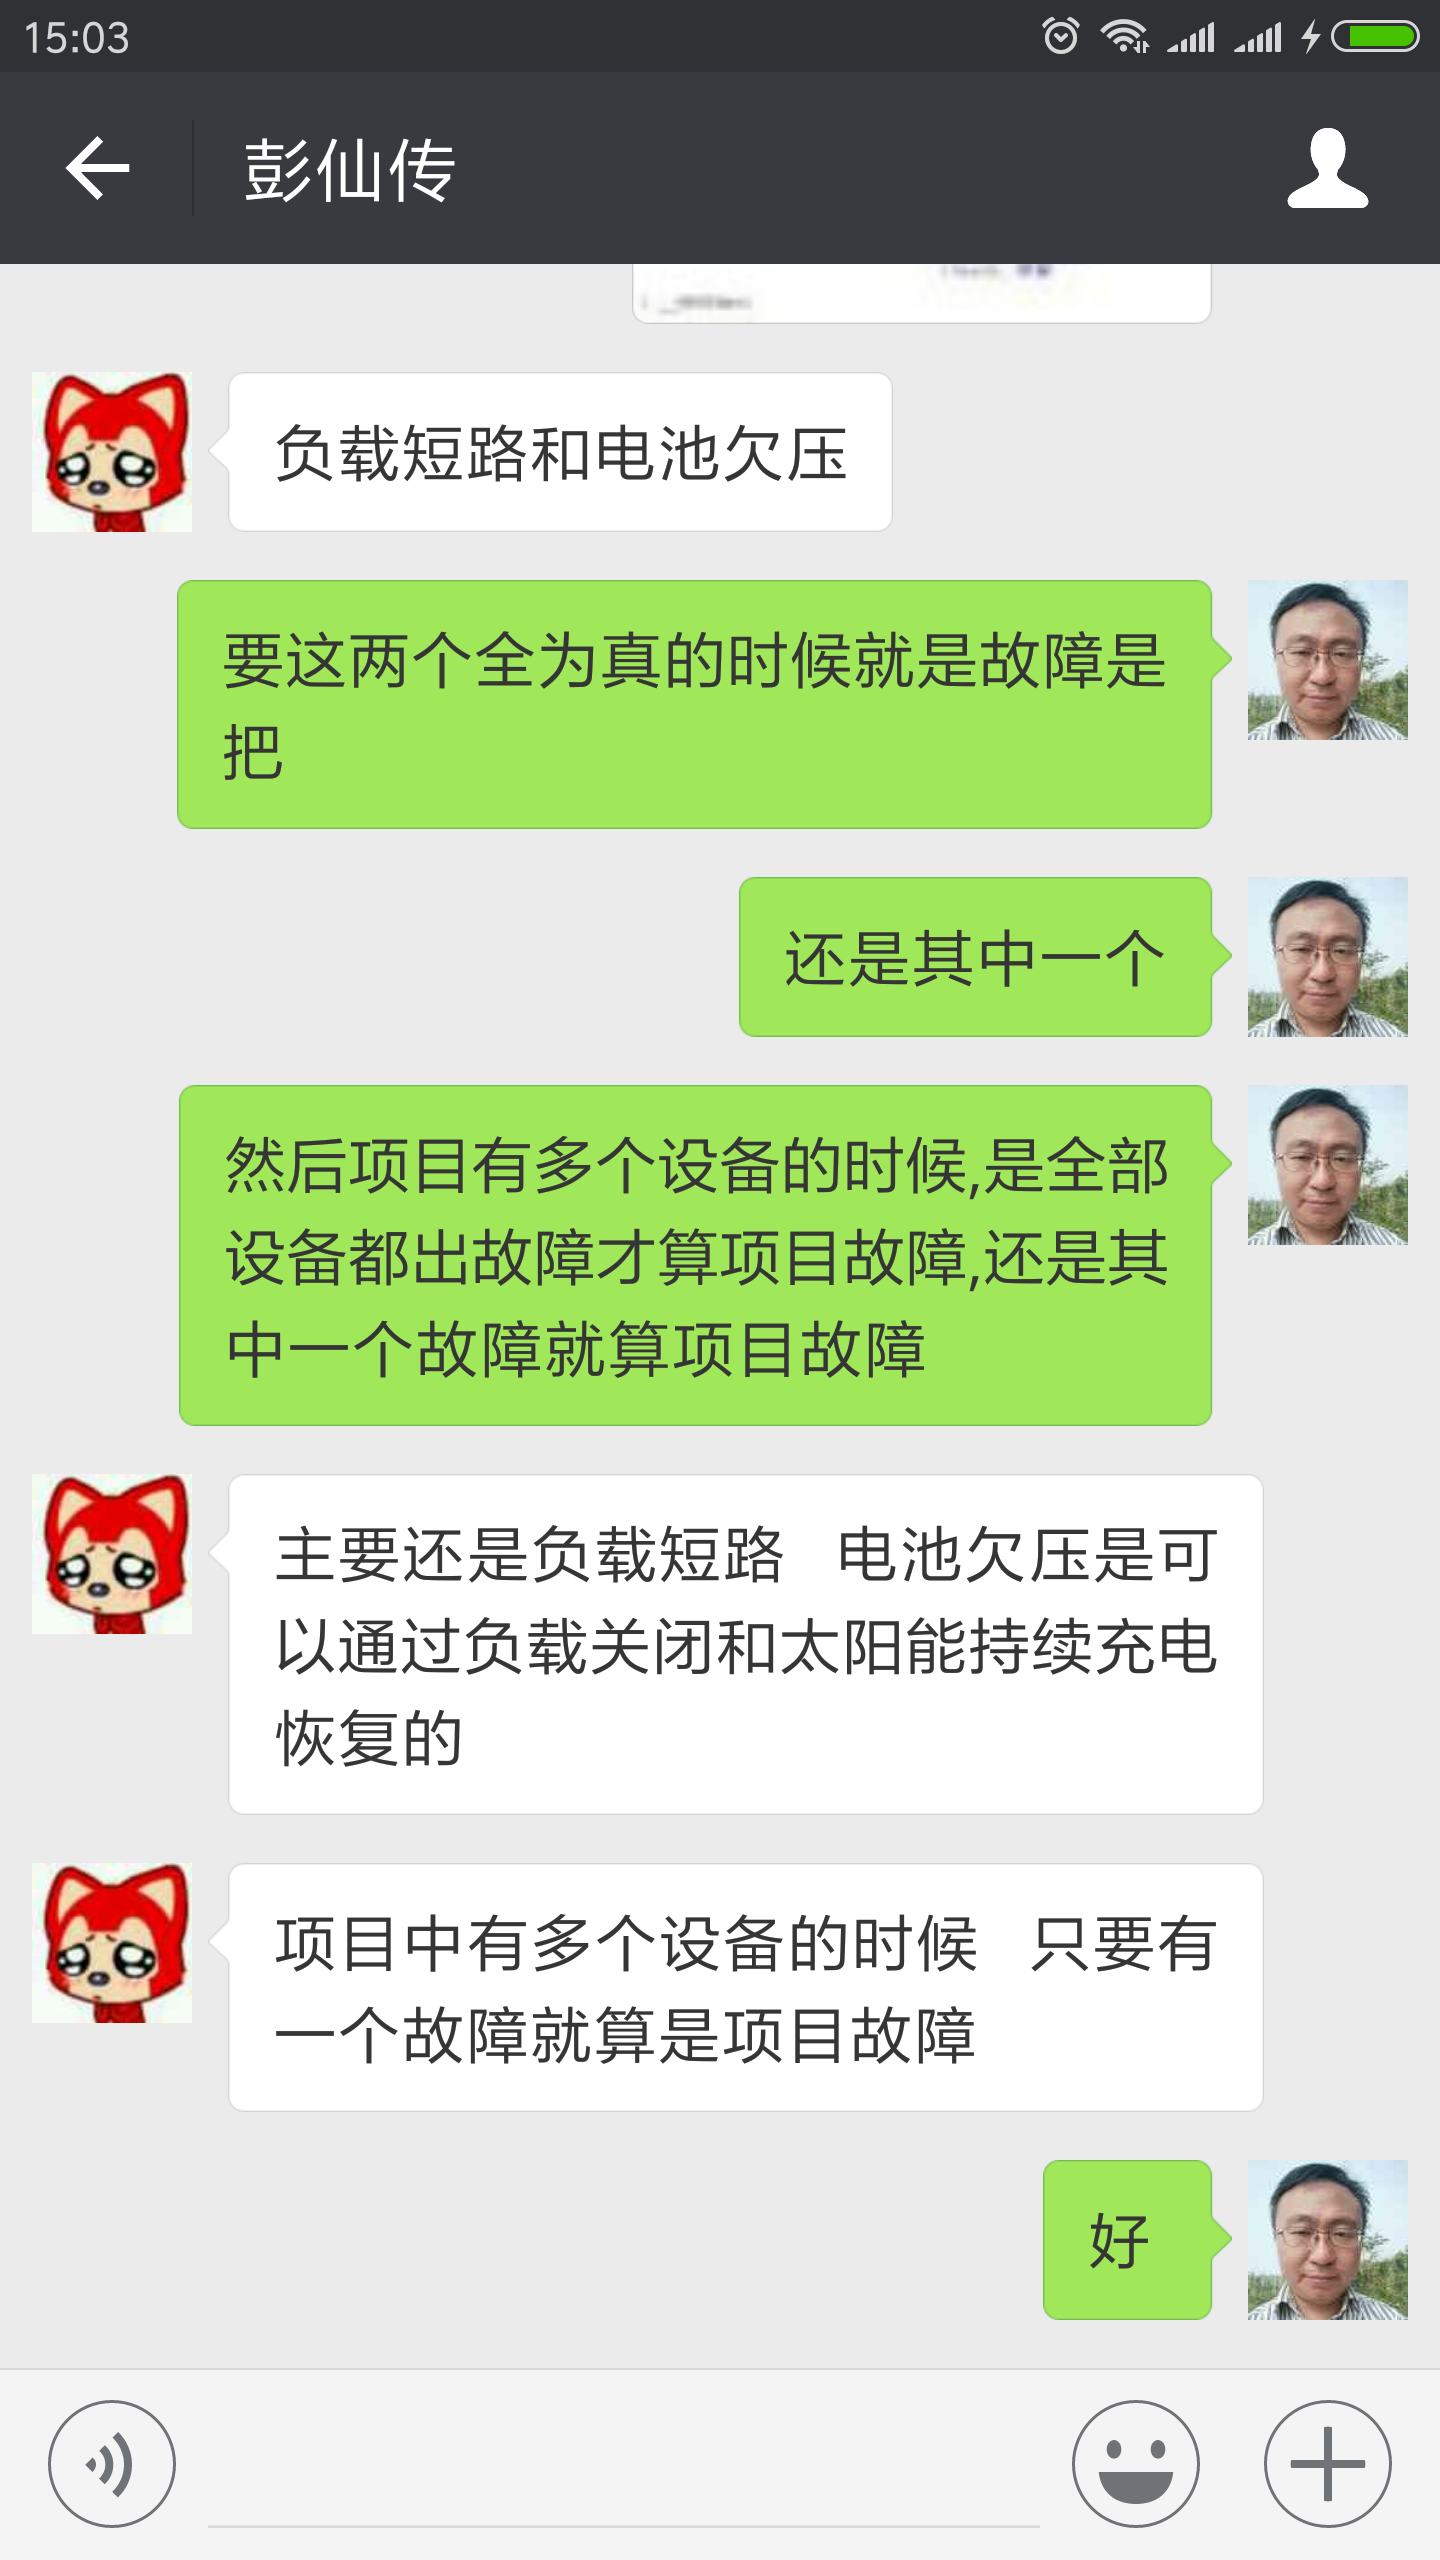 15:03
彭仙传
负载短路和电池欠压
要这两个全为真的时候就是故障是
把
还是其中一个
然后项目有多个设备的时候,是全部
设备都出故障才算项目故障,还是其
中一个故障就算项目故障
主要还是负载短路   电池欠压是可
以通过负载关闭和太阳能持续充电
恢复的
项目中有多个设备的时候   只要有
一个故障就算是项目故障
好